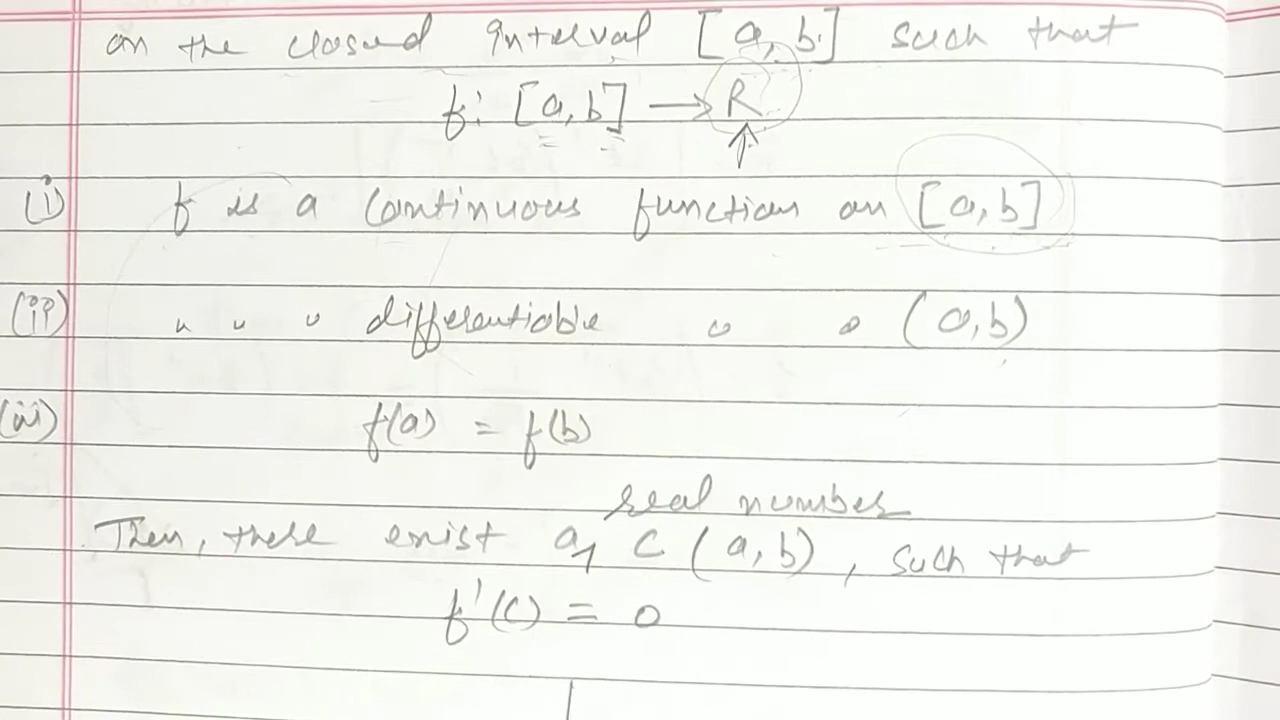 on the closed interval [a, b] such that
f: [a, b] → R
↑
(i) f is a continuous function on [a, b]
(ii) " " " differentiable " " (a, b)
(iii) f(a) = f(b)
real number
Then, there exist a, c (a, b), such that
f'(c) = 0